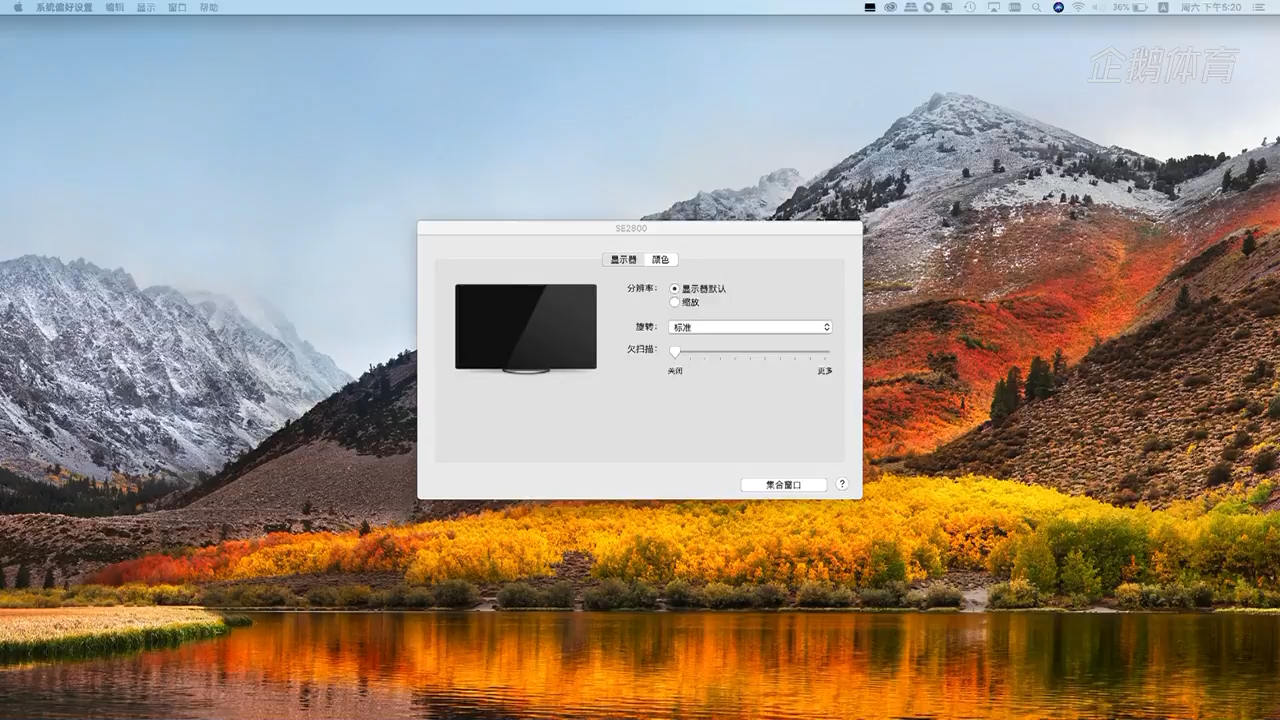 系统偏好设置 编辑 显示 窗口 帮助
36%
周六 下午5:20
企鹅体育
SE2800
显示器 颜色
分辨率: 显示器默认
缩放
旋转: 标准
欠扫描:
关闭 更多
集合窗口 ?